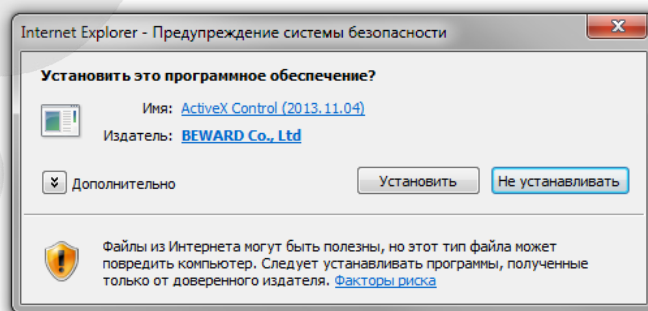 Internet Explorer - Предупреждение системы безопасности
Установить это программное обеспечение?
Имя: ActiveX Control (2013.11.04)
Издатель: BEWARD Co., Ltd
Дополнительно
Установить
Не устанавливать
Файлы из Интернета могут быть полезны, но этот тип файла может
повредить компьютер. Следует устанавливать программы, полученные
только от доверенного издателя. Факторы риска